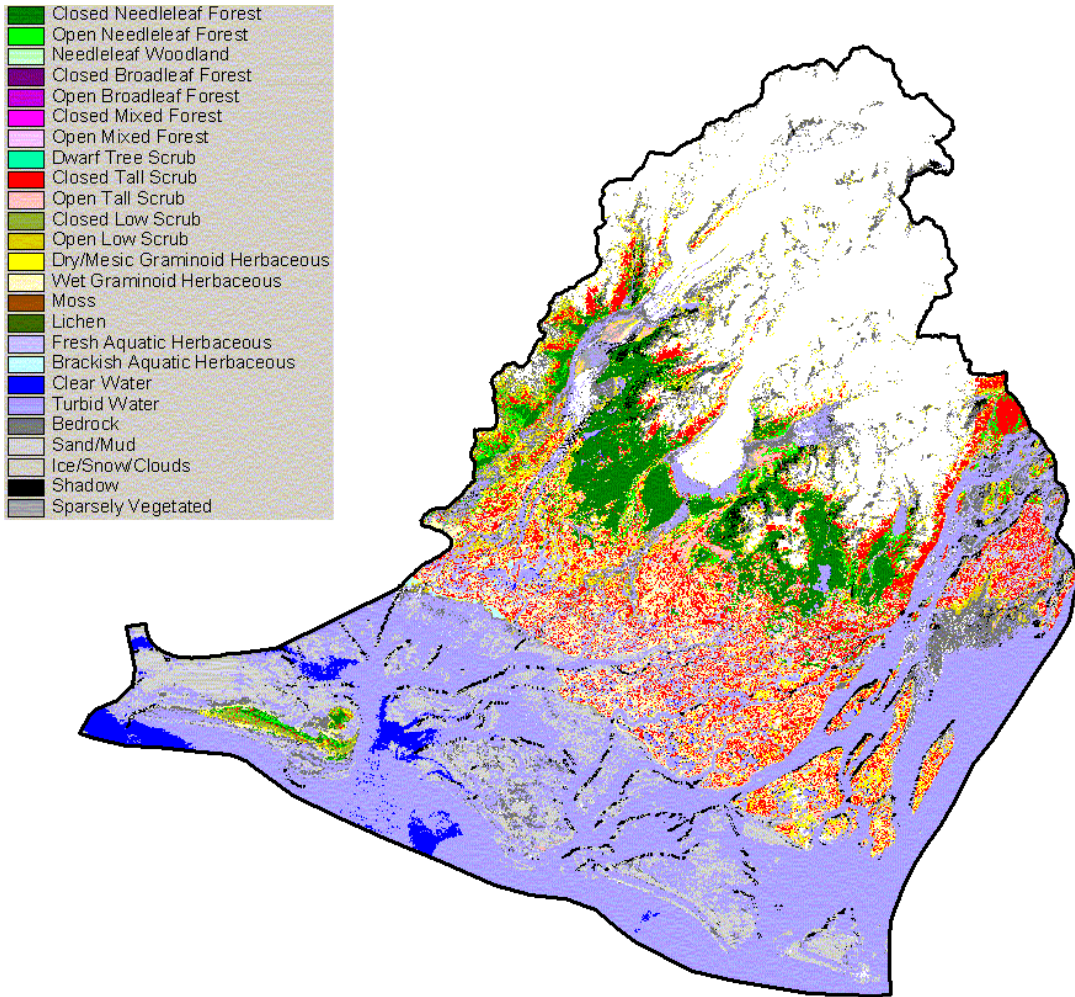 Closed Needleleaf Forest
Open Needleleaf Forest
Needleleaf Woodland
Closed Broadleaf Forest
Open Broadleaf Forest
Closed Mixed Forest
Open Mixed Forest
Dwarf Tree Scrub
Closed Tall Scrub
Open Tall Scrub
Closed Low Scrub
Open Low Scrub
Dry/Mesic Graminoid Herbaceous
Wet Graminoid Herbaceous
Moss
Lichen
Fresh Aquatic Herbaceous
Brackish Aquatic Herbaceous
Clear Water
Turbid Water
Bedrock
Sand/Mud
Ice/Snow/Clouds
Shadow
Sparsely Vegetated